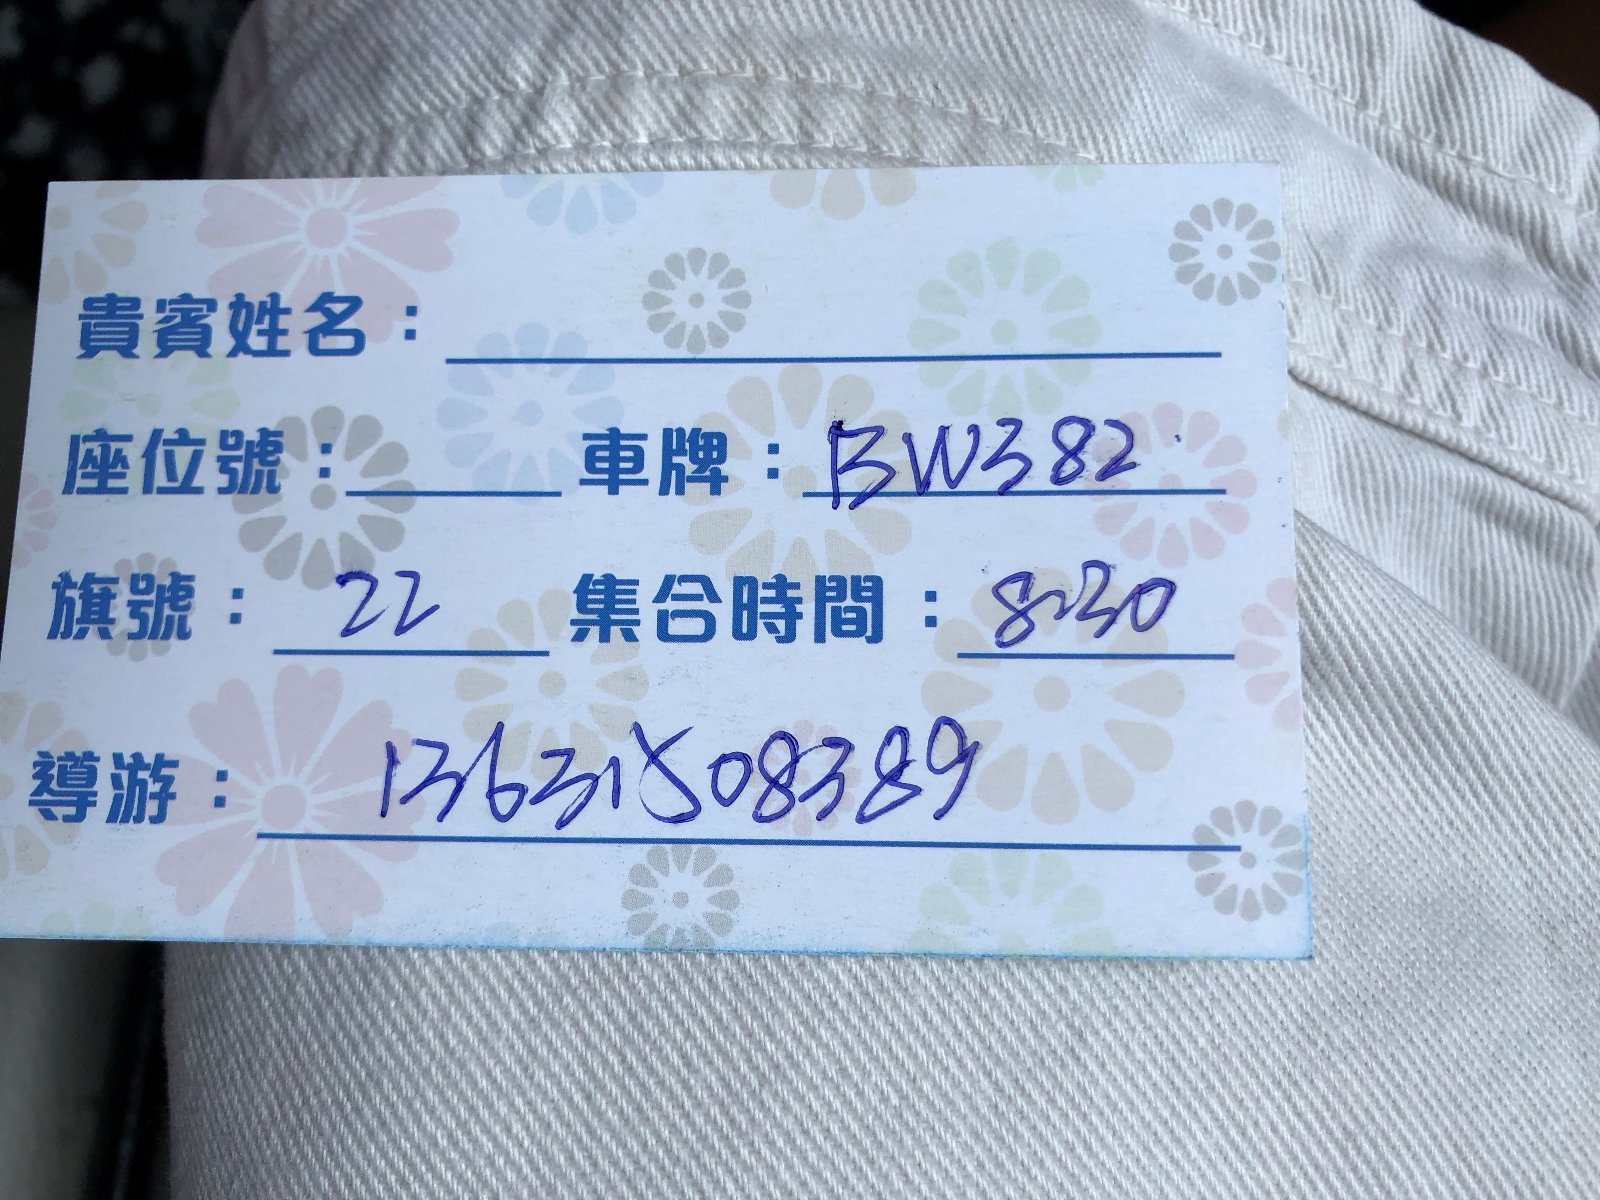 貴賓姓名：
座位號： 車牌：BW382
旗號：22 集合時間：8:30
導游：13631508389